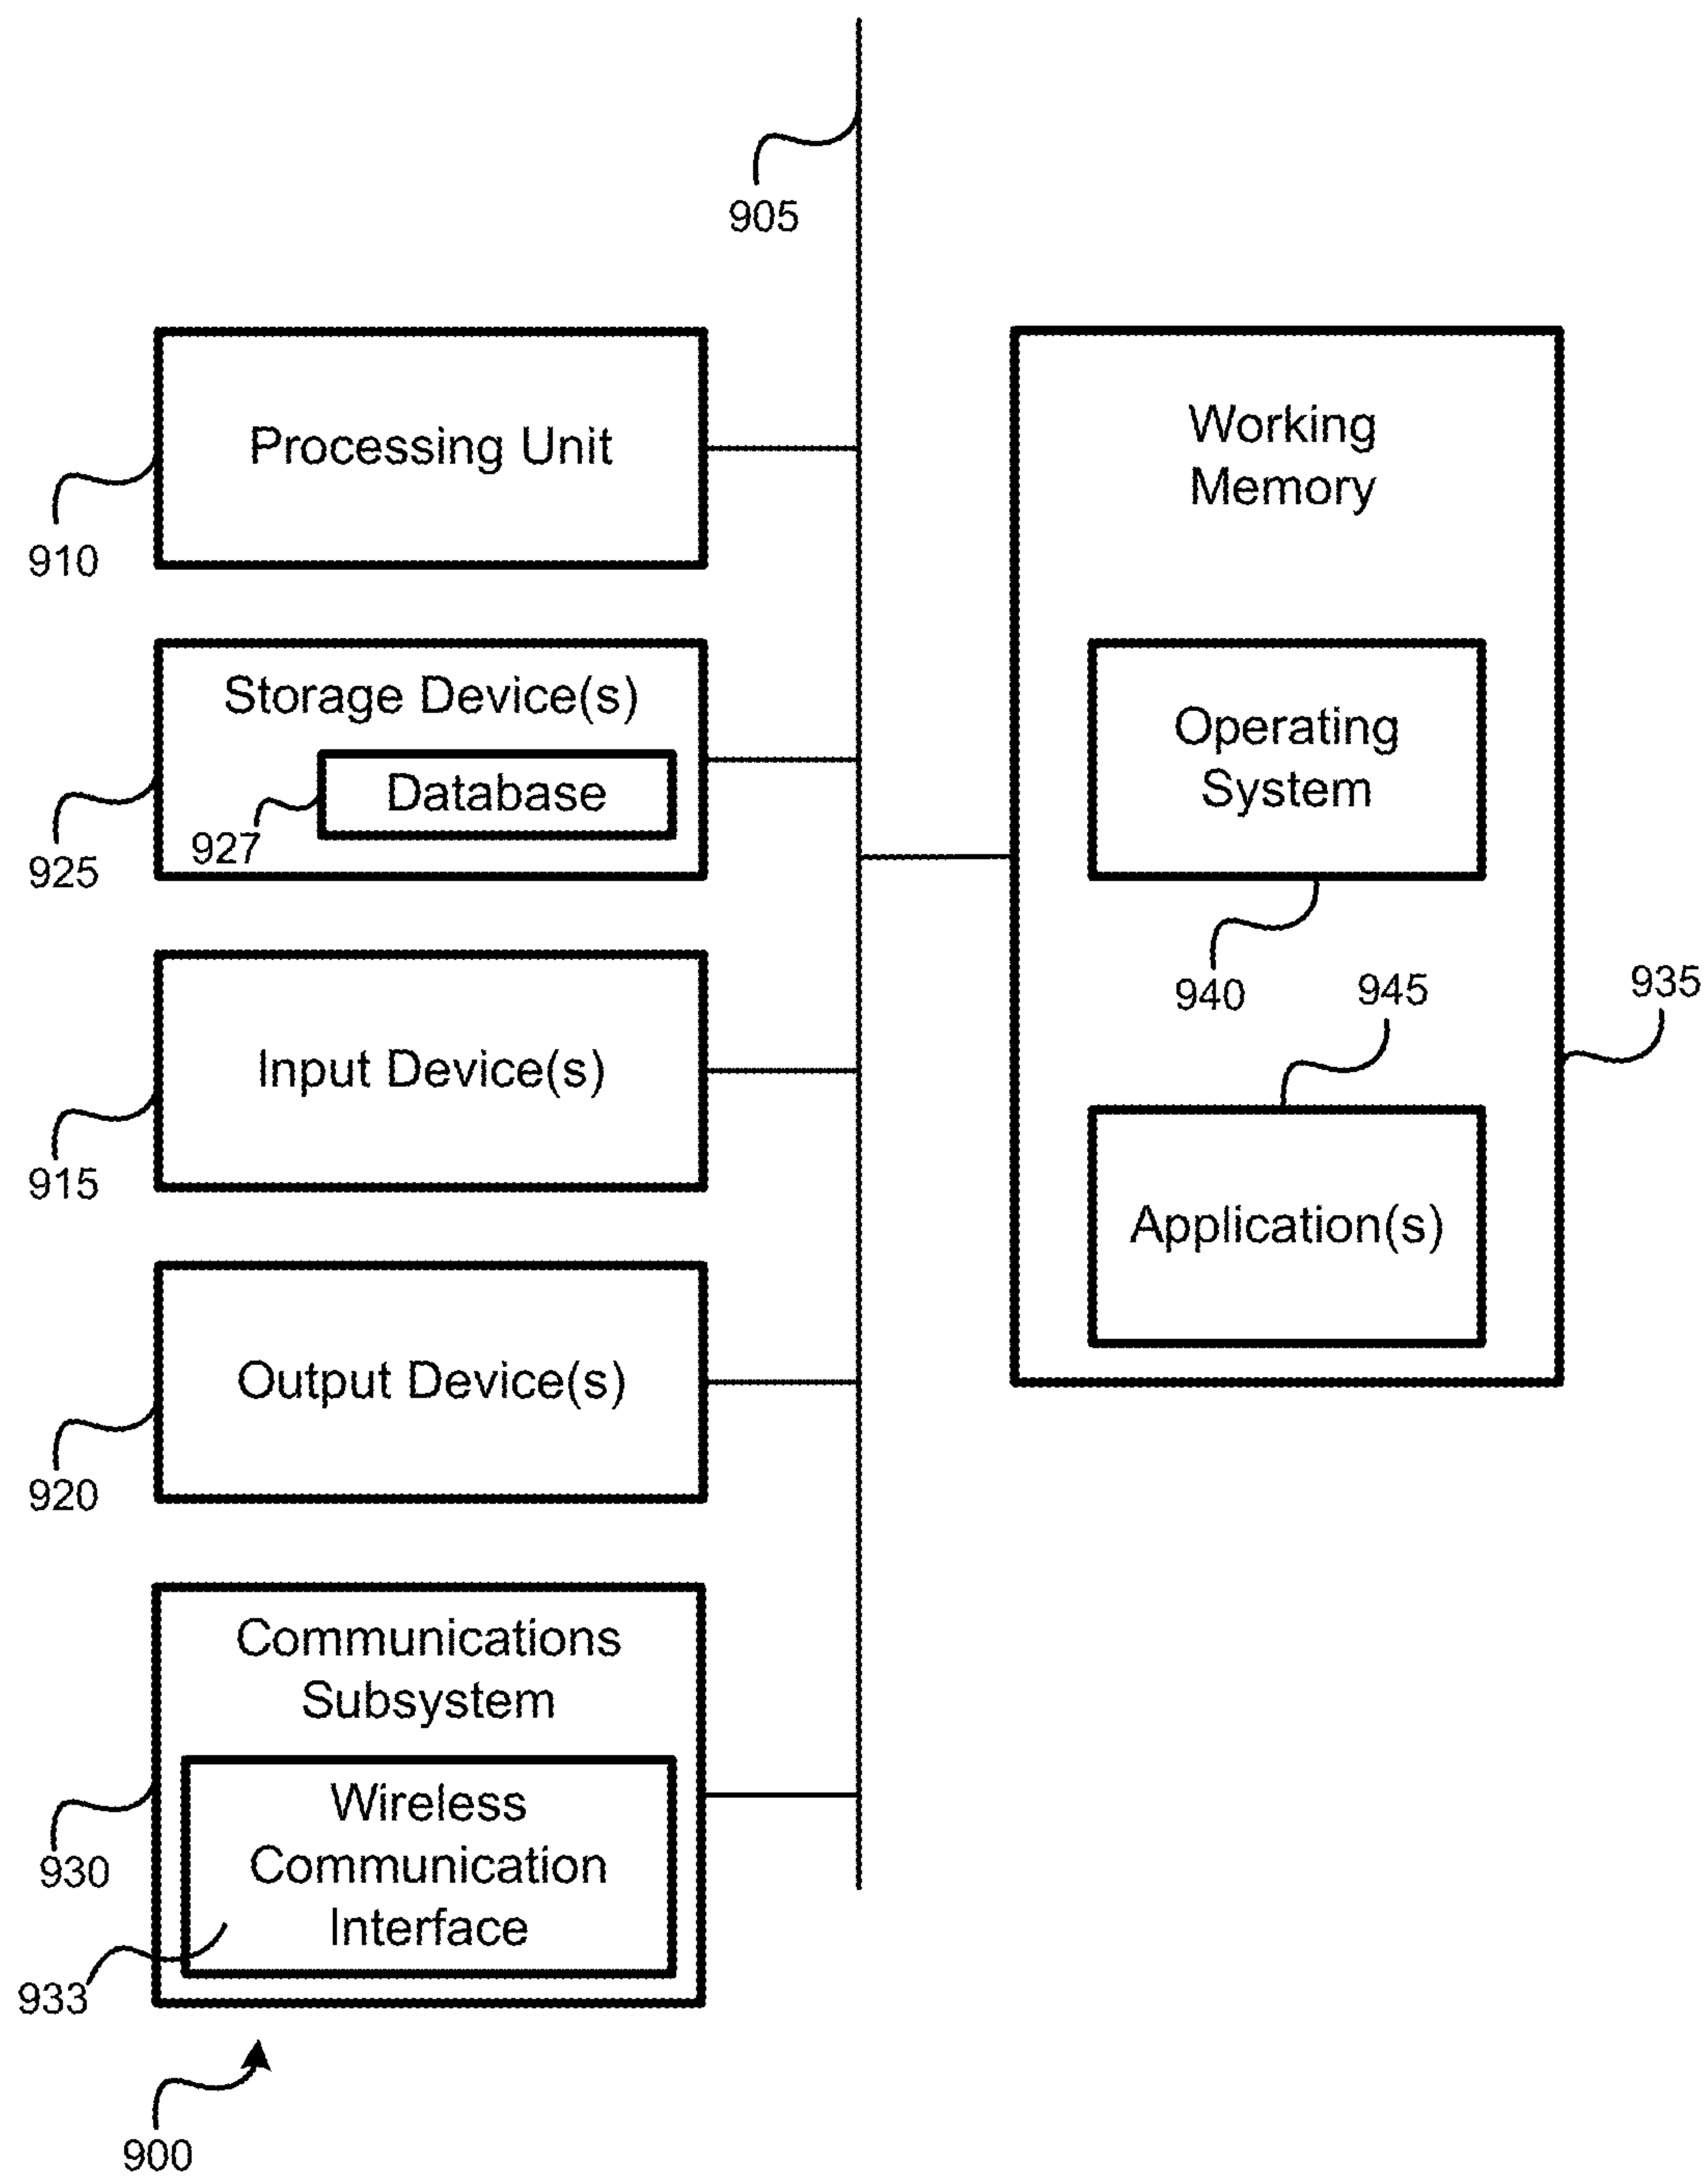 905
Processing Unit
910
Storage Device(s)
Database
927
925
Input Device(s)
915
Output Device(s)
920
Communications
Subsystem
Wireless
Communication
Interface
930
933
900
Working
Memory
Operating
System
940
945
935
Application(s)